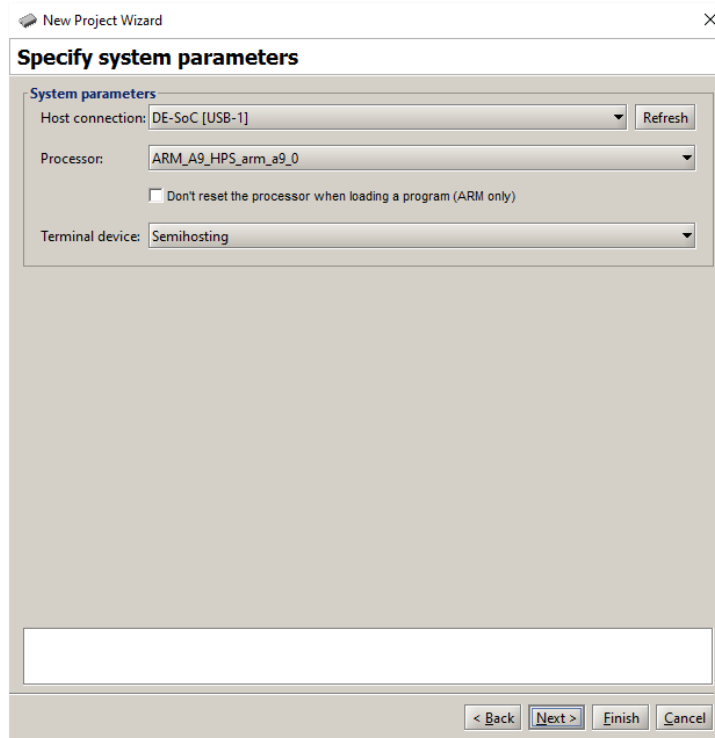 New Project Wizard
Specify system parameters
System parameters
Host connection: DE-SoC [USB-1] Refresh
Processor: ARM_A9_HPS_arm_a9_0
Don't reset the processor when loading a program (ARM only)
Terminal device: Semihosting
< Back Next > Finish Cancel